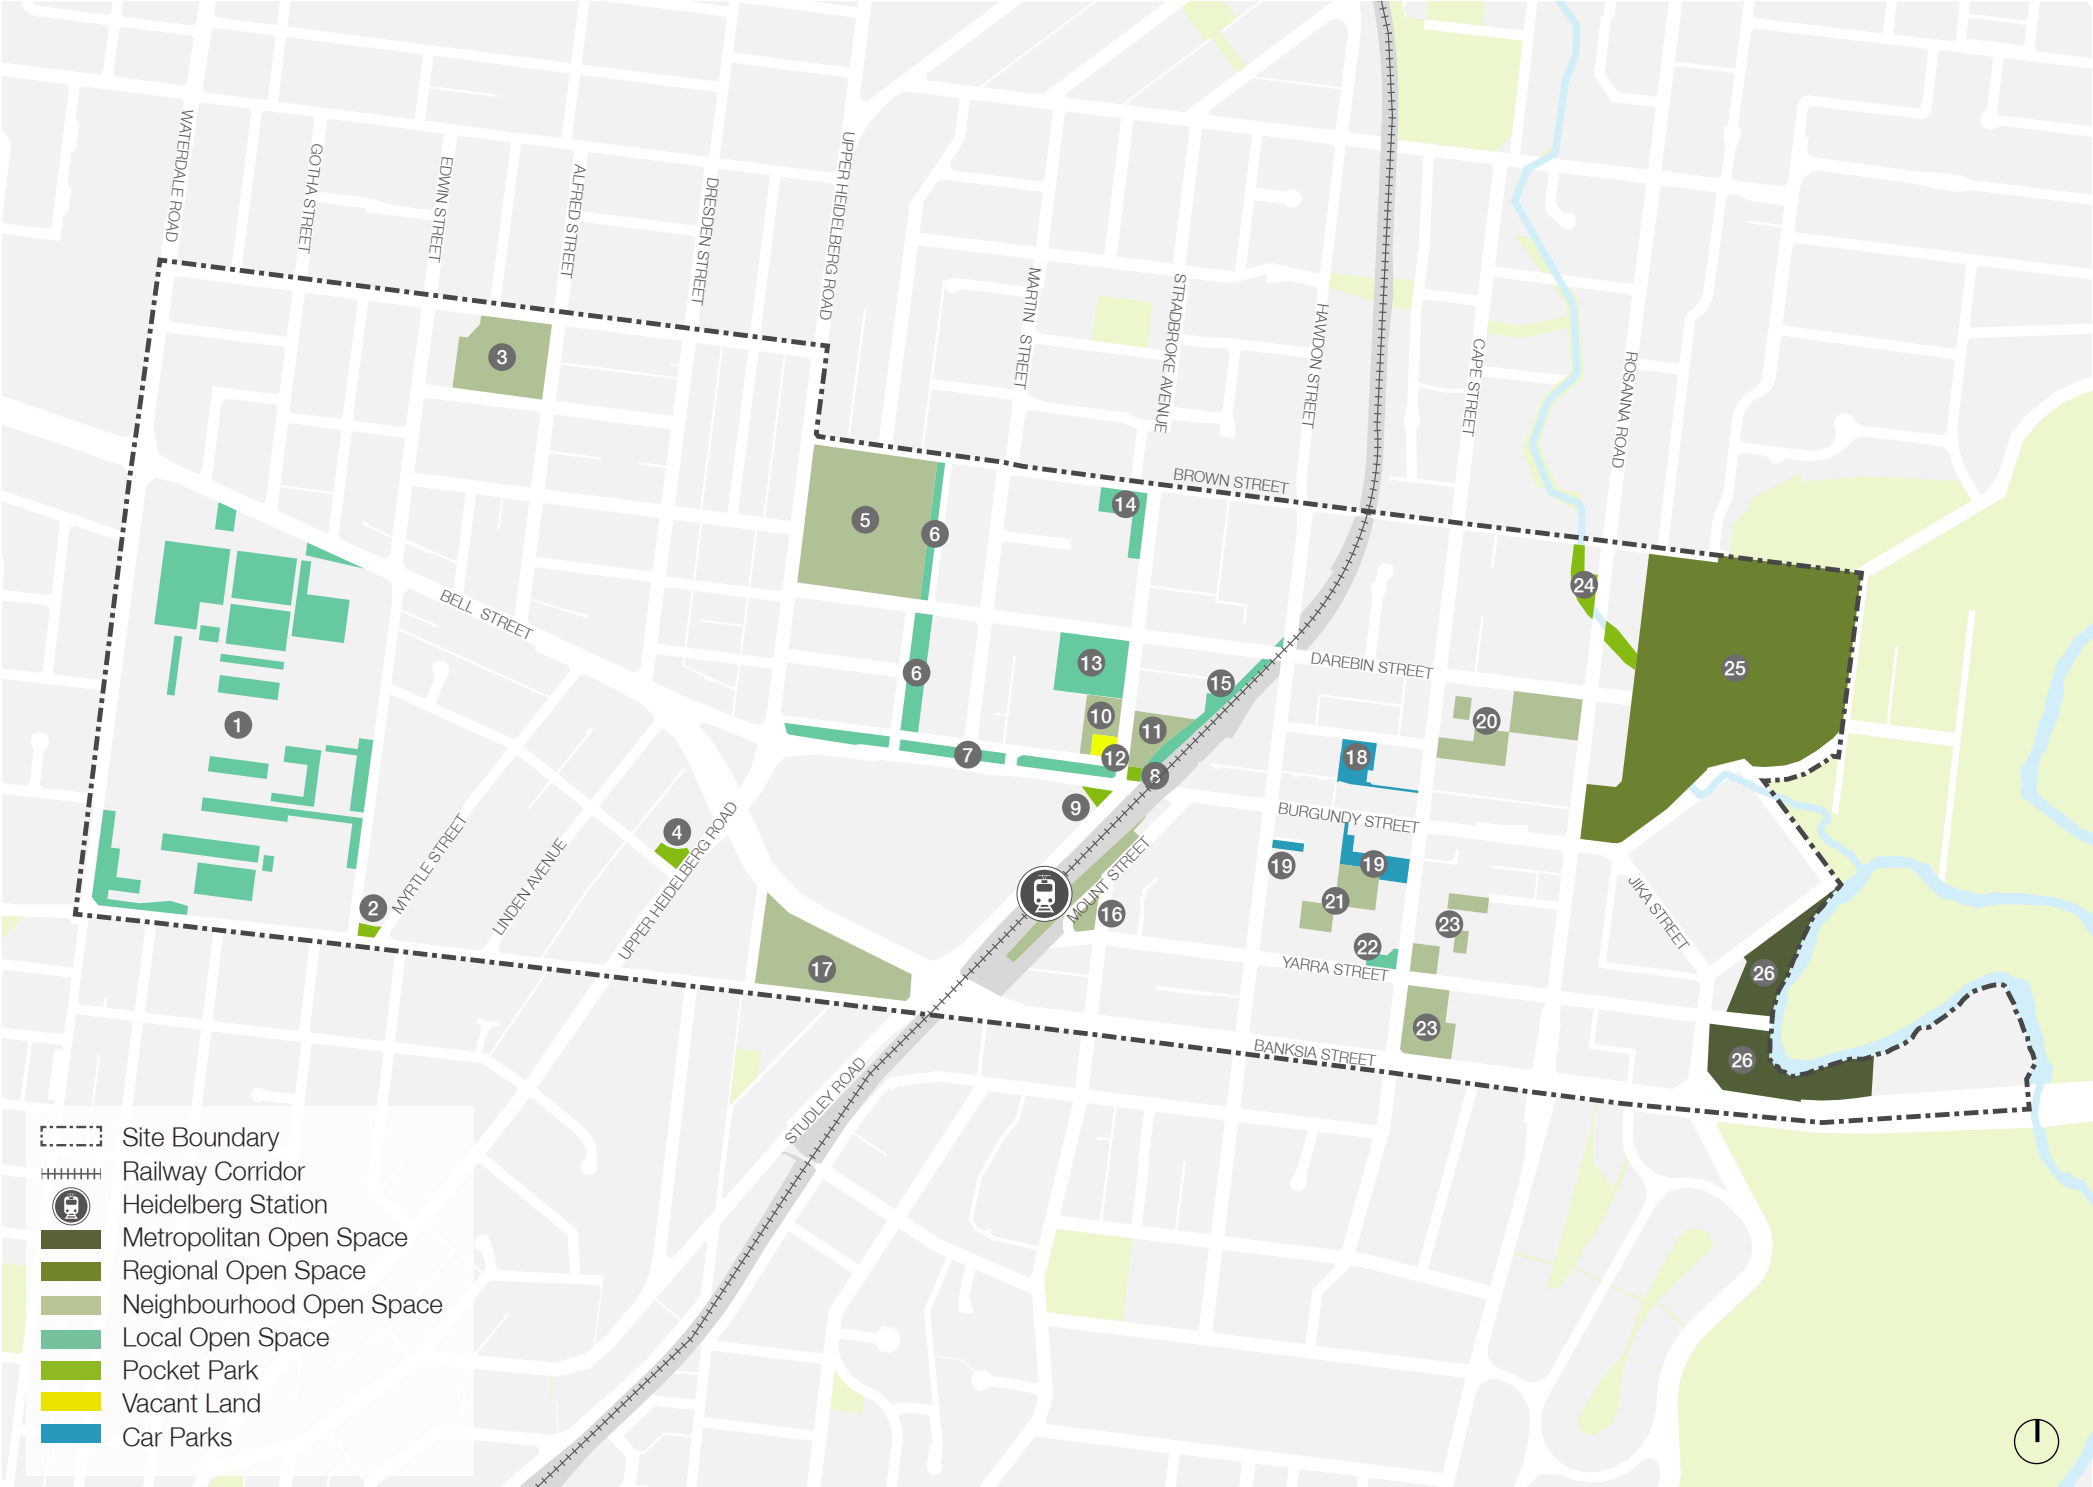 WATERDALE ROAD
GOTHA STREET
EDWIN STREET
ALFRED STREET
DRESDEN STREET
UPPER HEIDELBERG ROAD
MARTIN STREET
STRADBROKE AVENUE
HAWDON STREET
CAPE STREET
ROSANNA ROAD
BROWN STREET
3
5
6
14
24
BELL STREET
DAREBIN STREET
13
6
15
25
10
11
20
1
7
12
8
18
9
BURGUNDY STREET
4
MYRTLE STREET
LINDEN AVENUE
UPPER HEIDELBERG ROAD
MOUNT STREET
19
19
JIKA STREET
2
16
21
23
22
17
YARRA STREET
26
23
26
BANKSIA STREET
STUDLEY ROAD
Site Boundary
Railway Corridor
Heidelberg Station
Metropolitan Open Space
Regional Open Space
Neighbourhood Open Space
Local Open Space
Pocket Park
Vacant Land
Car Parks